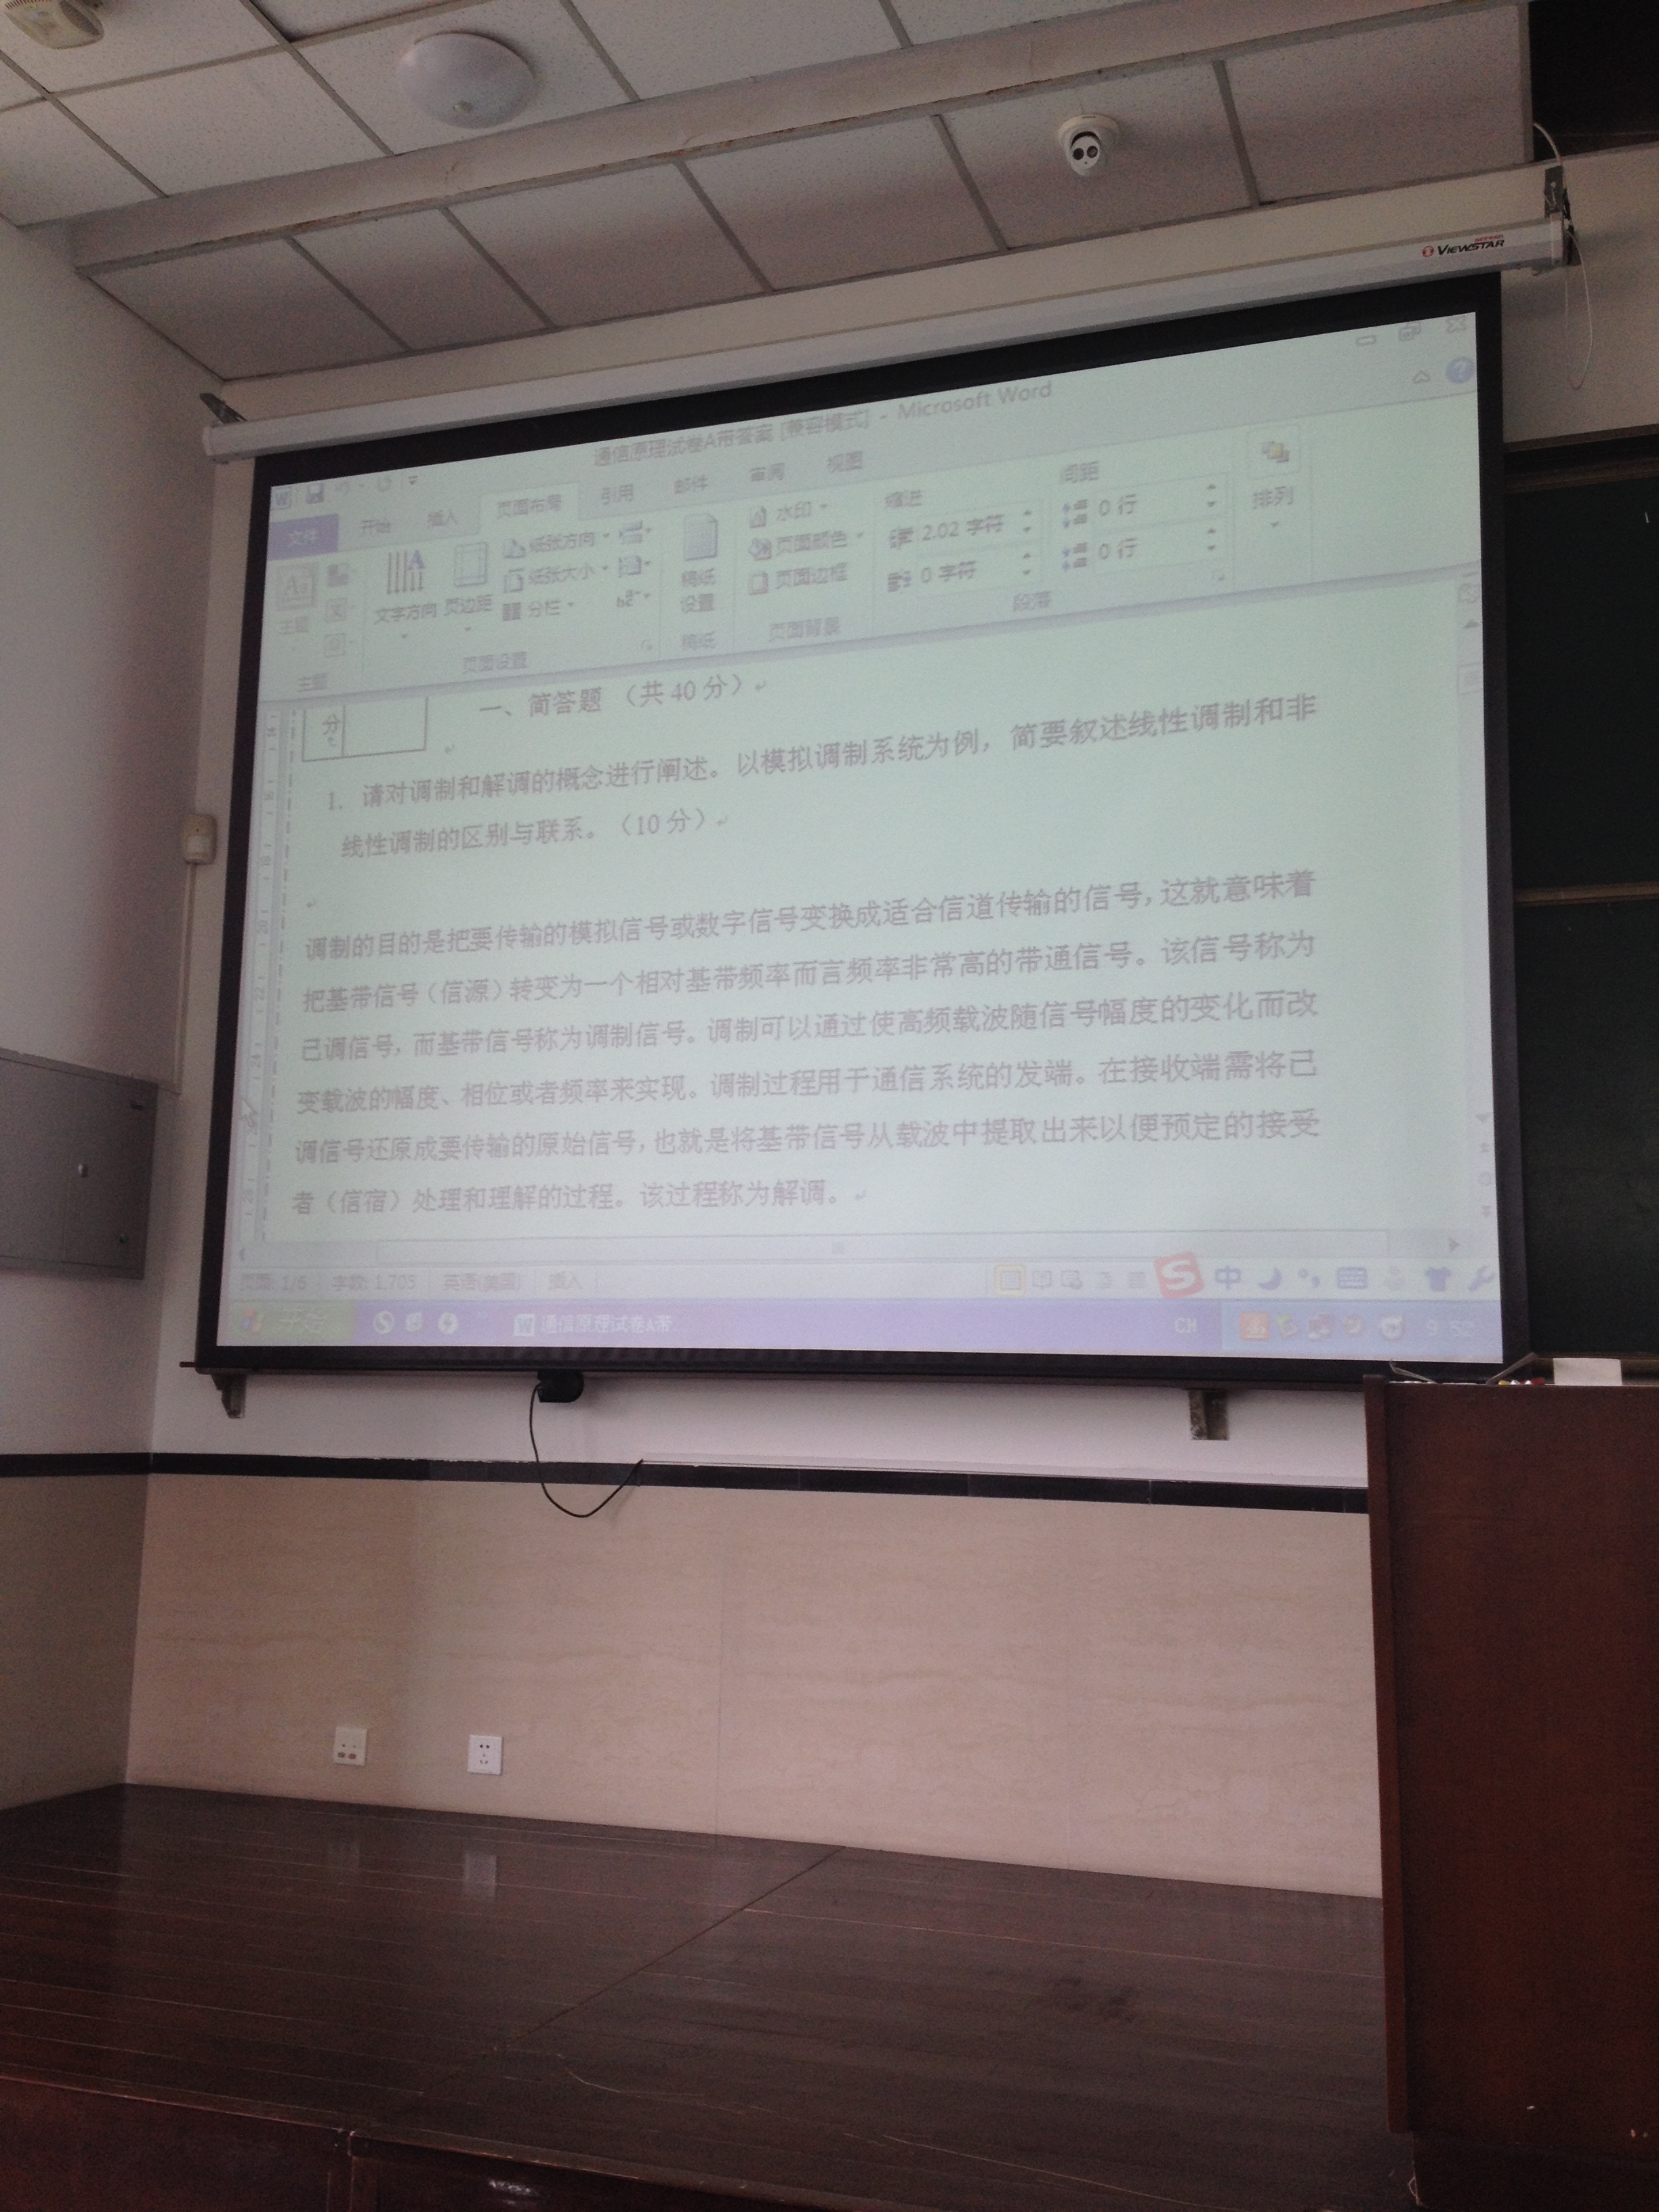 VIEWSTAR
通信原理试卷A带答案 [兼容模式] - Microsoft Word
文件 开始 插入 页面布局 引用 邮件 审阅 视图
主题
文字方向 页边距
纸张方向
纸张大小
分栏
稿纸
设置
水印
页面颜色
页面边框
缩进
2.02 字符
0 字符
间距
0 行
0 行
排列
主题 页面设置 稿纸 页面背景 段落
分
一、简答题 （共 40 分）
1. 请对调制和解调的概念进行阐述。以模拟调制系统为例，简要叙述线性调制和非
线性调制的区别与联系。（10 分）
调制的目的是把要传输的模拟信号或数字信号变换成适合信道传输的信号，这就意味着
把基带信号（信源）转变为一个相对基带频率而言频率非常高的带通信号。该信号称为
已调信号，而基带信号称为调制信号。调制可以通过使高频载波随信号幅度的变化而改
变载波的幅度、相位或者频率来实现。调制过程用于通信系统的发端。在接收端需将已
调信号还原成要传输的原始信号，也就是将基带信号从载波中提取出来以便预定的接受
者（信宿）处理和理解的过程。该过程称为解调。
页面: 1/6 字数: 1,705 英语(美国) 插入
S 中
开始 通信原理试卷A带 CH 9:52